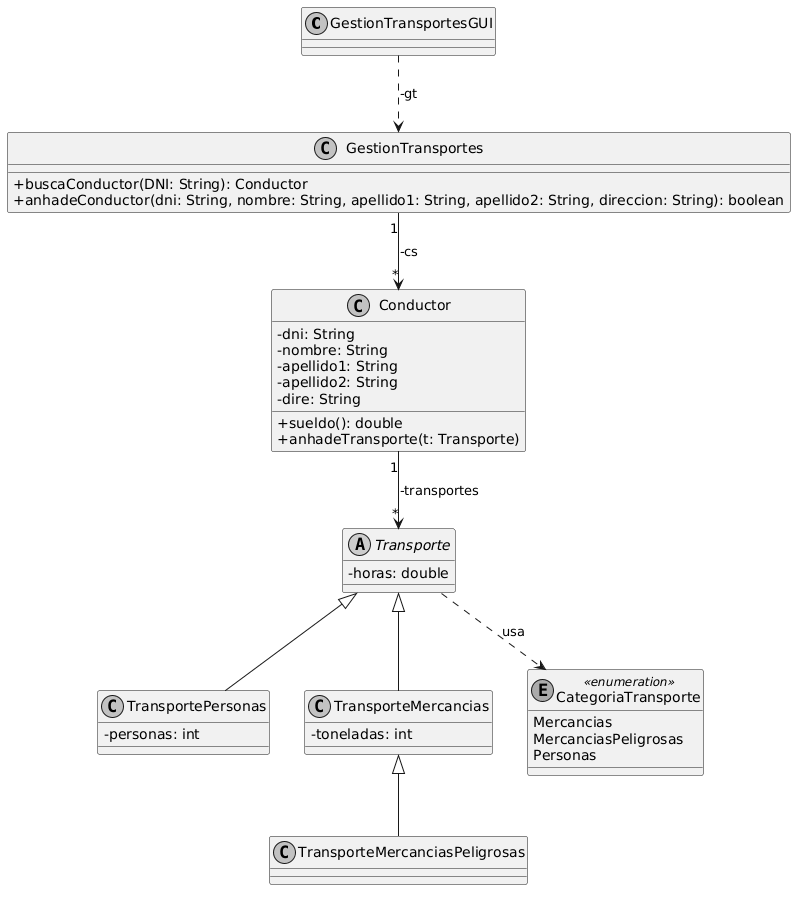 C GestionTransportesGUI
-gt
C GestionTransportes
+buscaConductor(DNI: String): Conductor
+anhadeConductor(dni: String, nombre: String, apellido1: String, apellido2: String, direccion: String): boolean
1
-cs
*
C Conductor
-dni: String
-nombre: String
-apellido1: String
-apellido2: String
-dire: String
+sueldo(): double
+anhadeTransporte(t: Transporte)
1
-transportes
*
A Transporte
-horas: double
usa
C TransportePersonas
-personas: int
C TransporteMercancias
-toneladas: int
E «enumeration»
CategoriaTransporte
Mercancias
MercanciasPeligrosas
Personas
C TransporteMercanciasPeligrosas